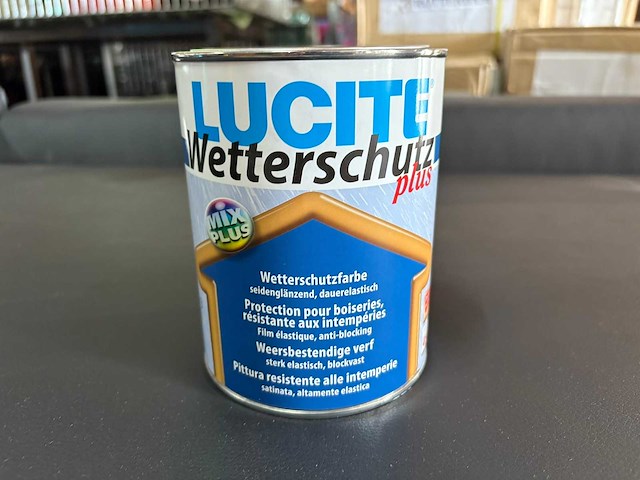 LUCITE
Wetterschutz
plus
MIX
PLUS
Wetterschutzfarbe
seidenglänzend, dauerelastisch
Protection pour boiseries,
résistante aux intempéries
Film élastique, anti-blocking
Weersbestendige verf
sterk elastisch, blockvast
Pittura resistente alle intemperie
satinata, altamente elastica